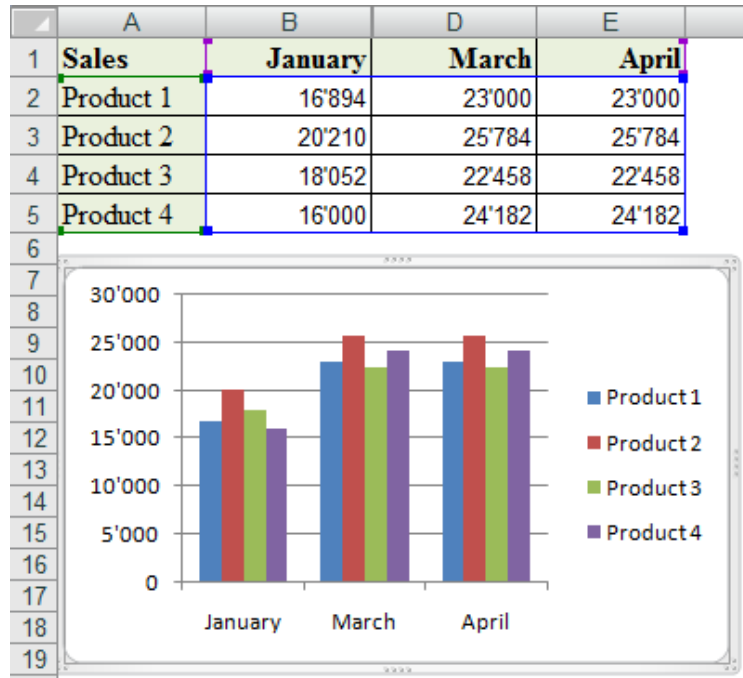 A B D E
1 Sales January March April
2 Product 1 16'894 23'000 23'000
3 Product 2 20'210 25'784 25'784
4 Product 3 18'052 22'458 22'458
5 Product 4 16'000 24'182 24'182
6
7
8
9
10
11
12
13
14
15
16
17
18
19
30'000
25'000
20'000
15'000
10'000
5'000
0
January March April
Product 1
Product 2
Product 3
Product 4